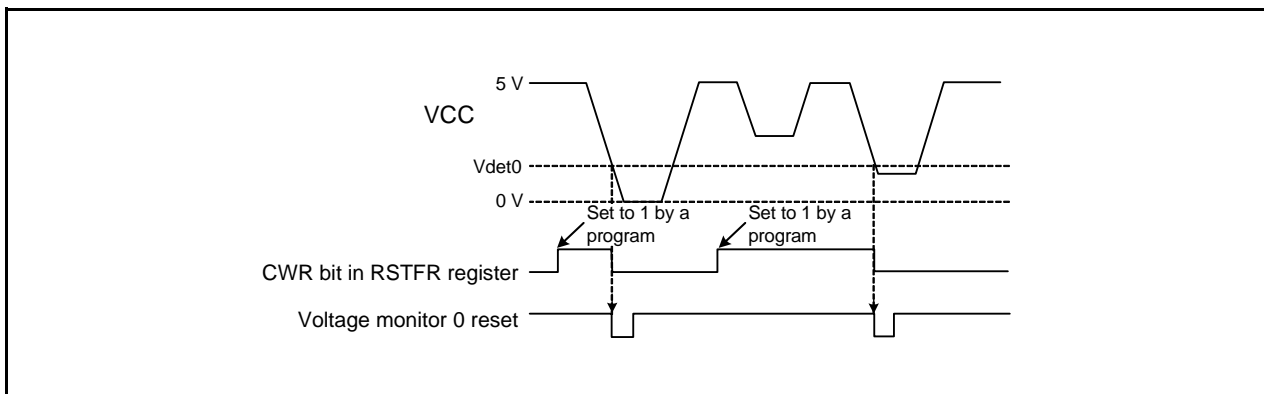 5 V
VCC
Vdet0
0 V
Set to 1 by a
program
Set to 1 by a
program
CWR bit in RSTFR register
Voltage monitor 0 reset